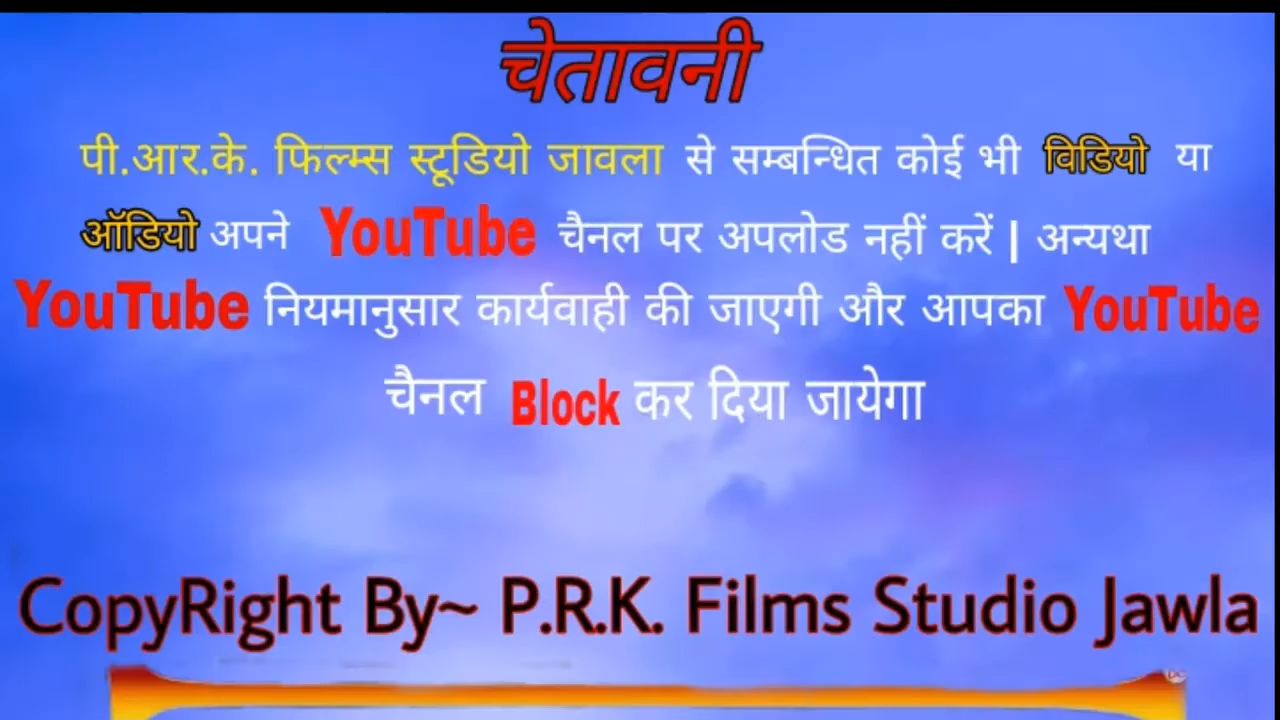 चेतावनी
पी.आर.के. फिल्म्स स्टूडियो जावला से सम्बन्धित कोई भी विडियो या
ऑडियो अपने YouTube चैनल पर अपलोड नहीं करें | अन्यथा
YouTube नियमानुसार कार्यवाही की जाएगी और आपका YouTube
चैनल Block कर दिया जायेगा
CopyRight By~ P.R.K. Films Studio Jawla